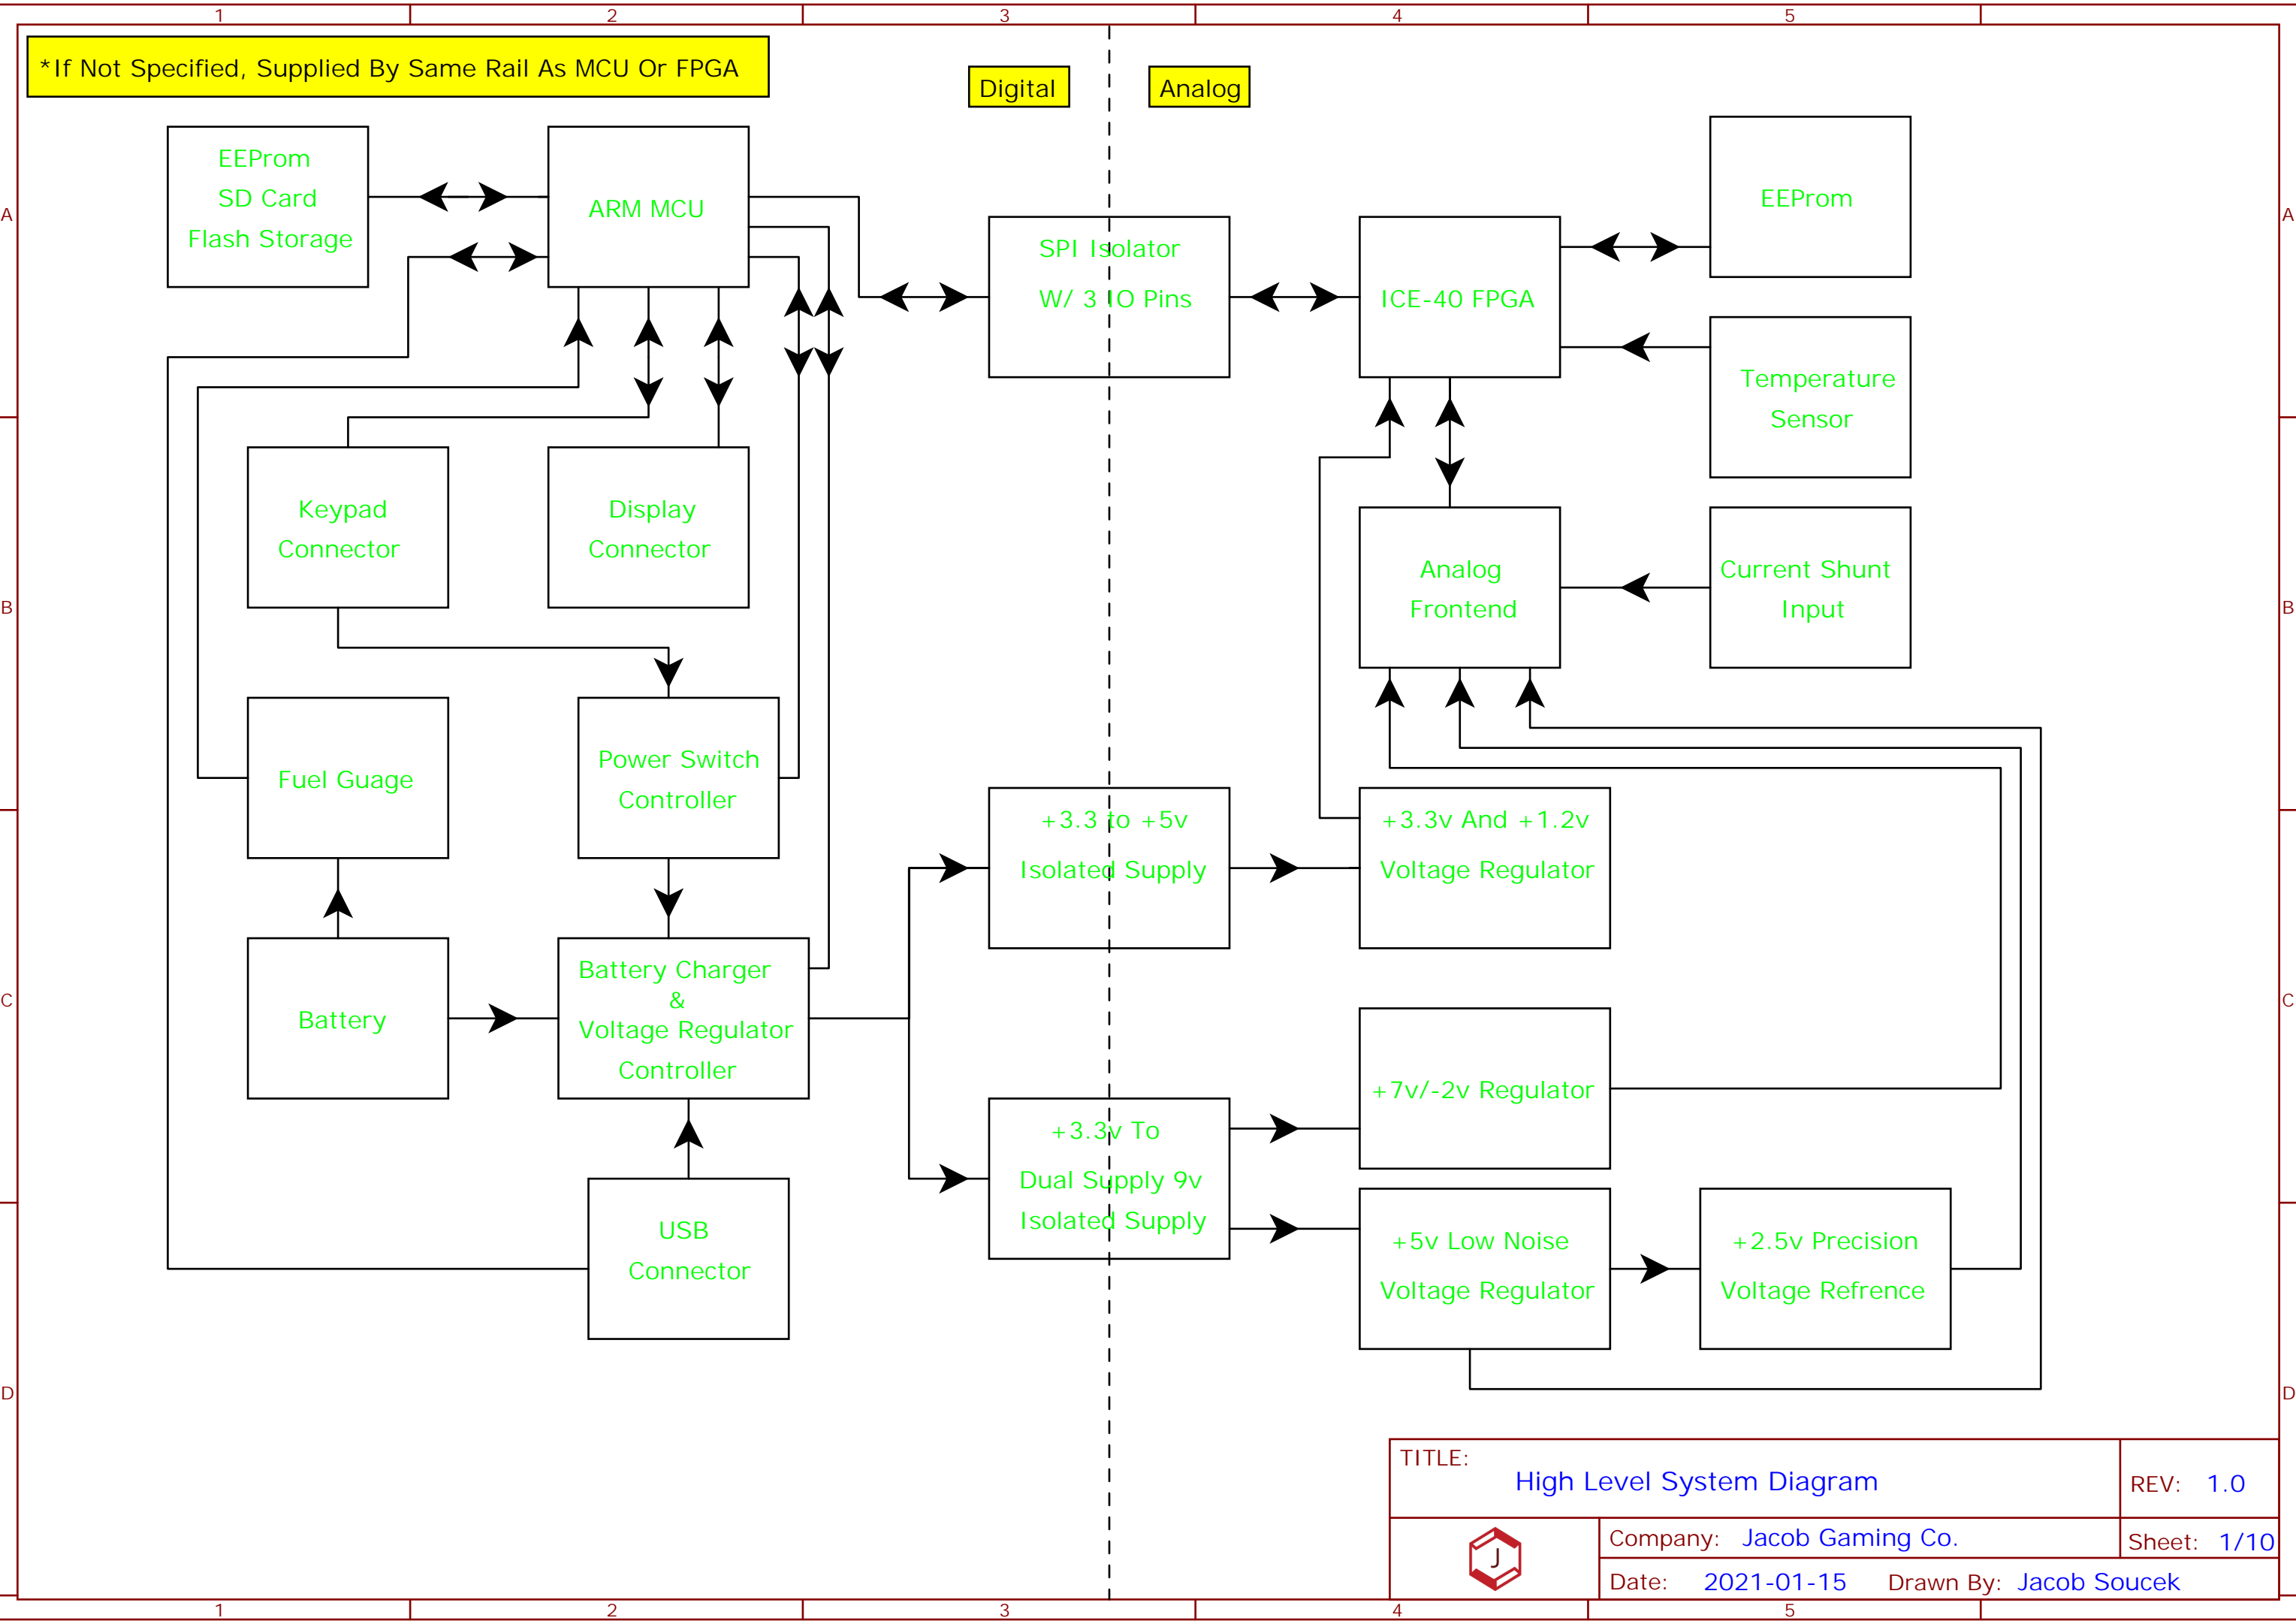 1 2 3 4 5
*If Not Specified, Supplied By Same Rail As MCU Or FPGA
Digital
Analog
A
A
EEProm
SD Card
Flash Storage
ARM MCU
SPI Isolator
W/ 3 IO Pins
ICE-40 FPGA
EEProm
Temperature
Sensor
B
B
Keypad
Connector
Display
Connector
Analog
Frontend
Current Shunt
Input
Fuel Guage
Power Switch
Controller
+3.3 to +5v
Isolated Supply
+3.3v And +1.2v
Voltage Regulator
C
C
Battery
Battery Charger
&
Voltage Regulator
Controller
+7v/-2v Regulator
+3.3v To
Dual Supply 9v
Isolated Supply
USB
Connector
+5v Low Noise
Voltage Regulator
+2.5v Precision
Voltage Refrence
D
D
TITLE:
High Level System Diagram
REV: 1.0
J
Company: Jacob Gaming Co.
Sheet: 1/10
Date: 2021-01-15 Drawn By: Jacob Soucek
1 2 3 4 5